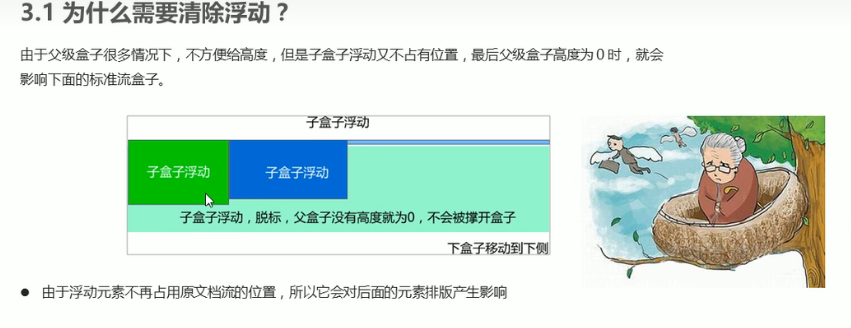 3.1 为什么需要清除浮动？
由于父级盒子很多情况下，不方便给高度，但是子盒子浮动又不占有位置，最后父级盒子高度为 0 时，就会
影响下面的标准流盒子。
子盒子浮动
子盒子浮动
子盒子浮动
子盒子浮动，脱标，父盒子没有高度就为0，不会被撑开盒子
下盒子移动到下侧
● 由于浮动元素不再占用原文档流的位置，所以它会对后面的元素排版产生影响